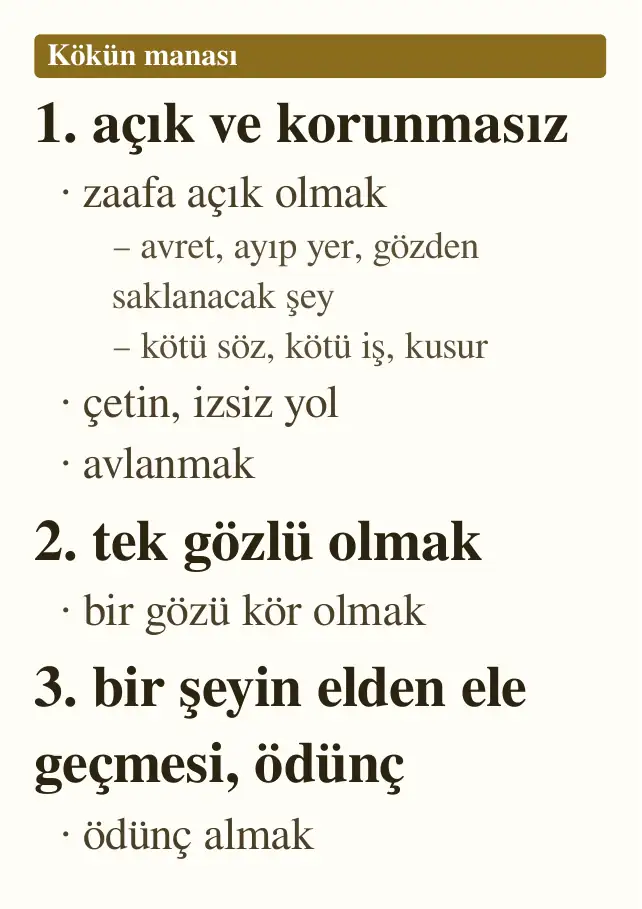 Kökün manası
1. açık ve korunmasız
· zaafa açık olmak
– avret, ayıp yer, gözden
saklanacak şey
– kötü söz, kötü iş, kusur
· çetin, izsiz yol
· avlanmak
2. tek gözlü olmak
· bir gözü kör olmak
3. bir şeyin elden ele
geçmesi, ödünç
· ödünç almak